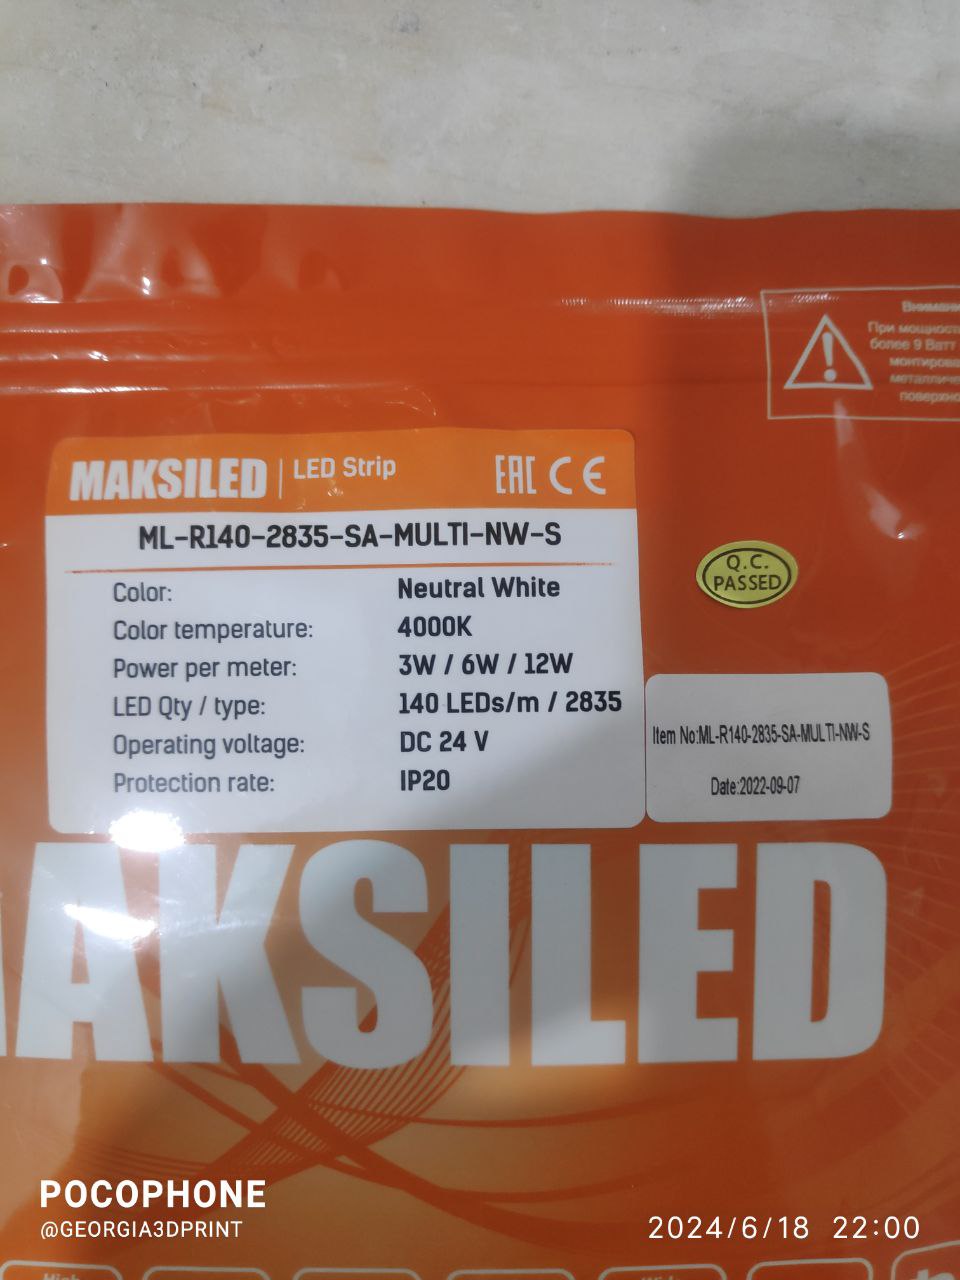 Внимание
При мощност
более 9 Ватт
монтирова
металличе
поверхно
MAKSILED | LED Strip EAC CE
ML-R140-2835-SA-MULTI-NW-S
Color: Neutral White
Color temperature: 4000K
Power per meter: 3W / 6W / 12W
LED Qty / type: 140 LEDs/m / 2835
Operating voltage: DC 24 V
Protection rate: IP20
Q.C.
PASSED
Item No:ML-R140-2835-SA-MULTI-NW-S
Date:2022-09-07
MAKSILED
POCOPHONE
@GEORGIA3DPRINT
2024/6/18 22:00
High